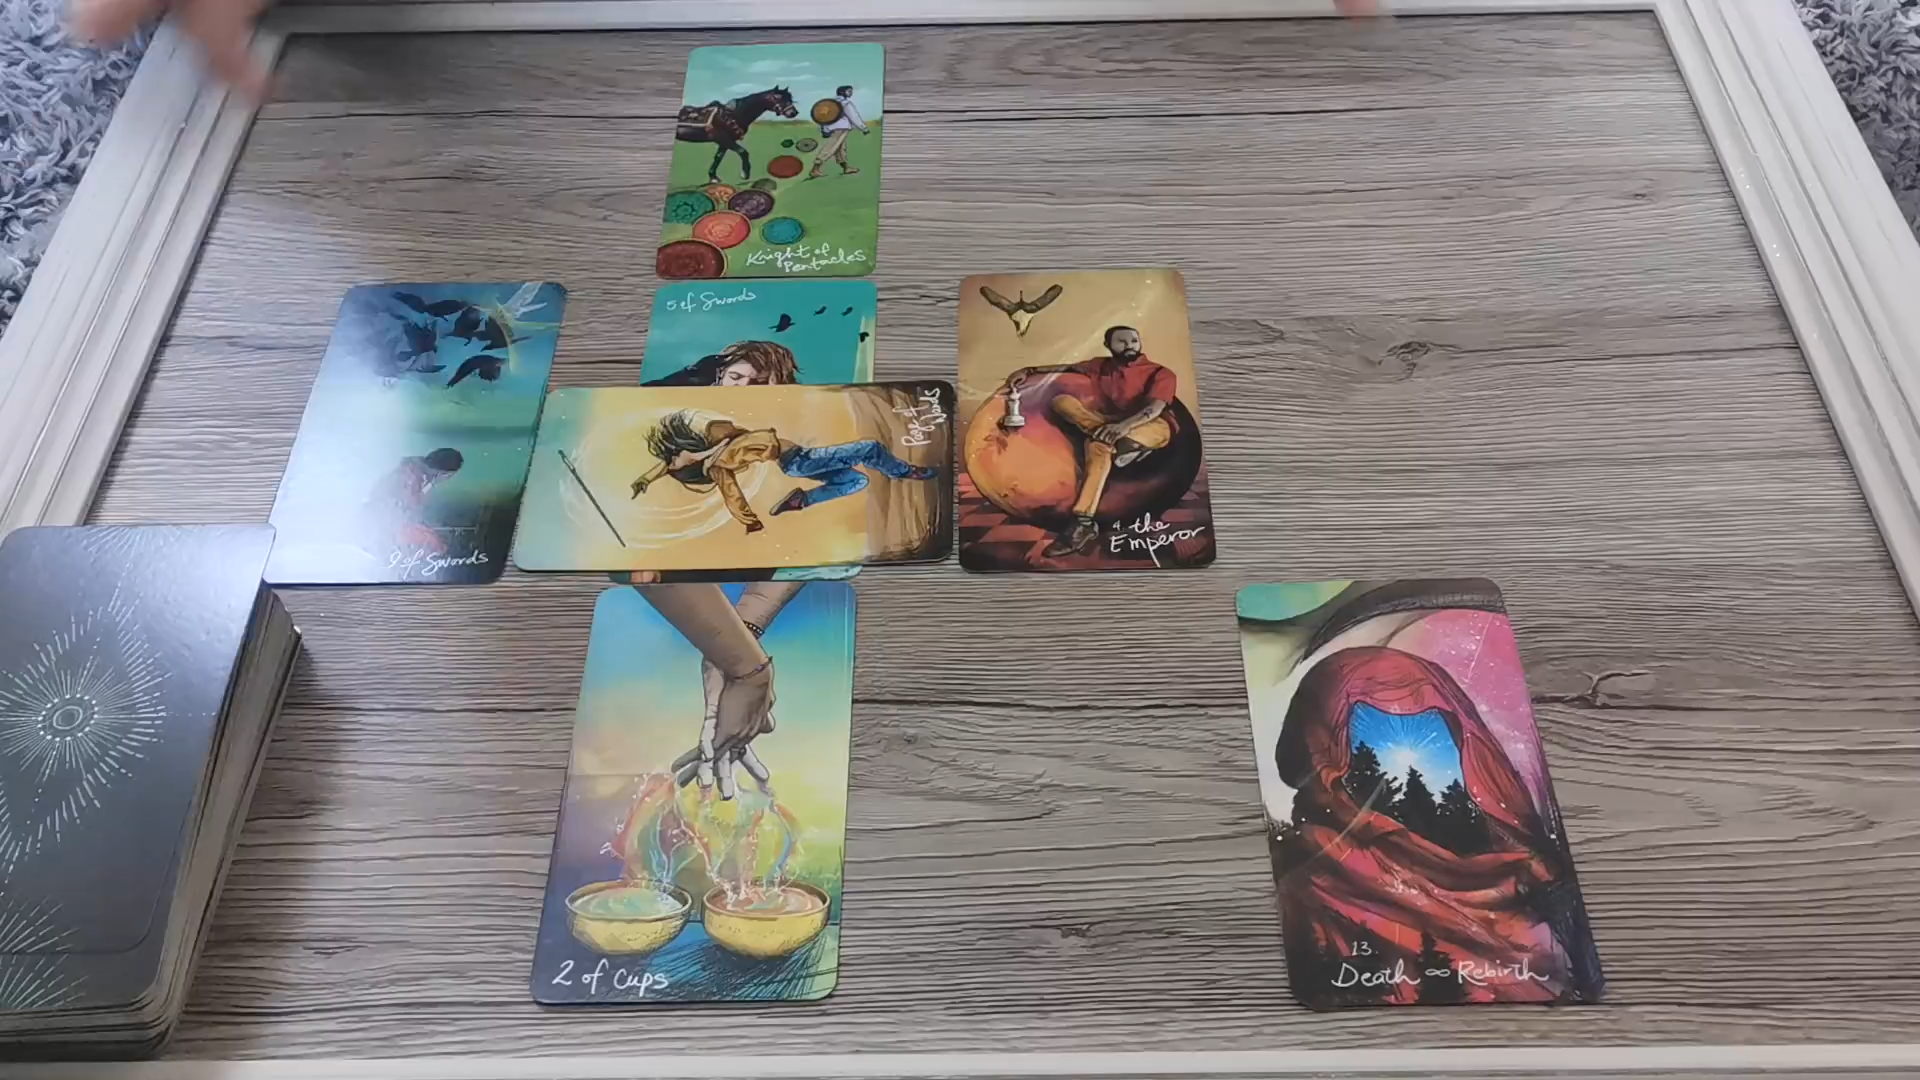 Knight of
Pentacles
5 of Swords
Page of
Wands
9 of Swords
4. the
Emperor
2 of Cups
13.
Death ∞ Rebirth